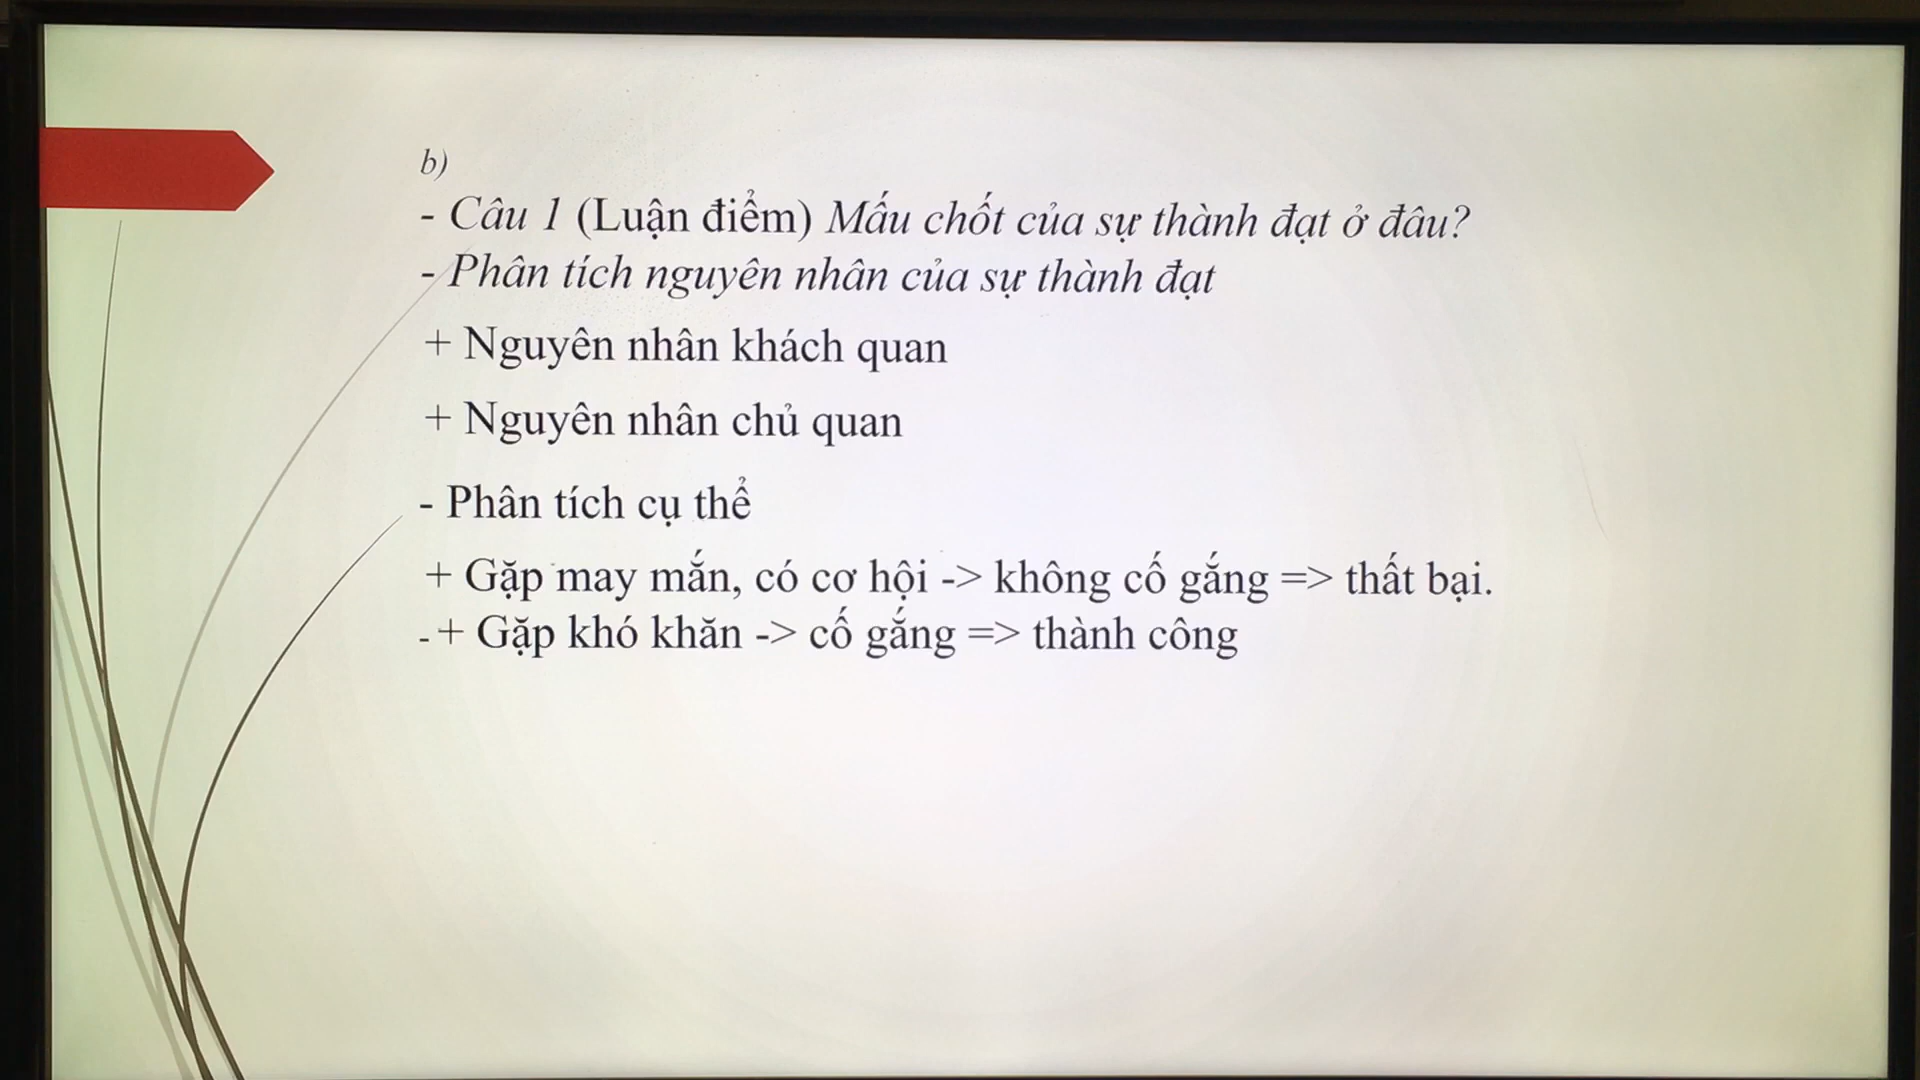 b)
- Câu 1 (Luận điểm) Mấu chốt của sự thành đạt ở đâu?
- Phân tích nguyên nhân của sự thành đạt
+ Nguyên nhân khách quan
+ Nguyên nhân chủ quan
- Phân tích cụ thể
+ Gặp may mắn, có cơ hội -> không cố gắng => thất bại.
- + Gặp khó khăn -> cố gắng => thành công